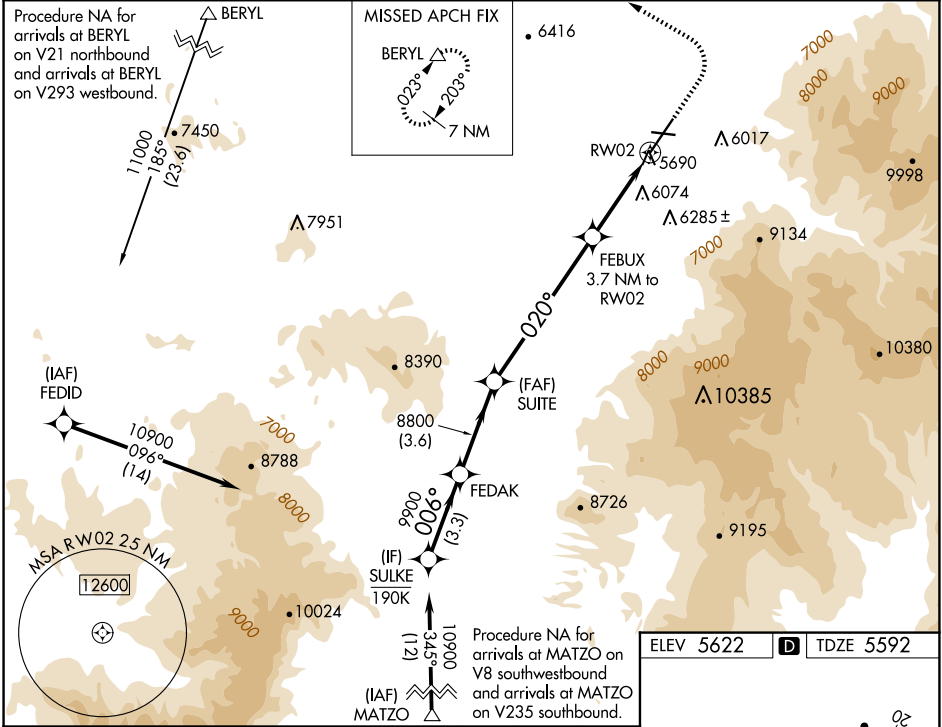 Procedure NA for
arrivals at BERYL
on V21 northbound
and arrivals at BERYL
on V293 westbound.
BERYL
11000
185°
(23.6)
7450
MISSED APCH FIX
BERYL
023°
203°
7 NM
6416
7000
8000
9000
RW02
5690
6017
9998
6074
6285 ±
7951
9134
7000
FEBUX
3.7 NM to
RW02
020°
8390
8000
9000
10380
10385
(FAF)
SUITE
(IAF)
FEDID
10900
096°
(14)
7000
8788
8000
8800
(3.6)
FEDAK
9900
006°
(3.3)
8726
9195
(IF)
SULKE
190K
MSA RW02 25 NM
12600
9000
10024
10900
345°
(12)
(IAF)
MATZO
Procedure NA for
arrivals at MATZO on
V8 southwestbound
and arrivals at MATZO
on V235 southbound.
ELEV 5622
D
TDZE 5592
20